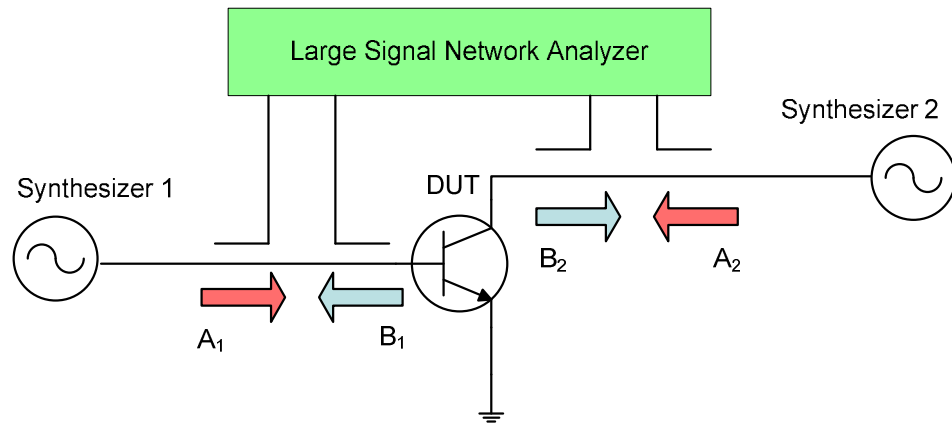 Large Signal Network Analyzer
Synthesizer 2
Synthesizer 1
DUT
B₂
A₂
A₁
B₁